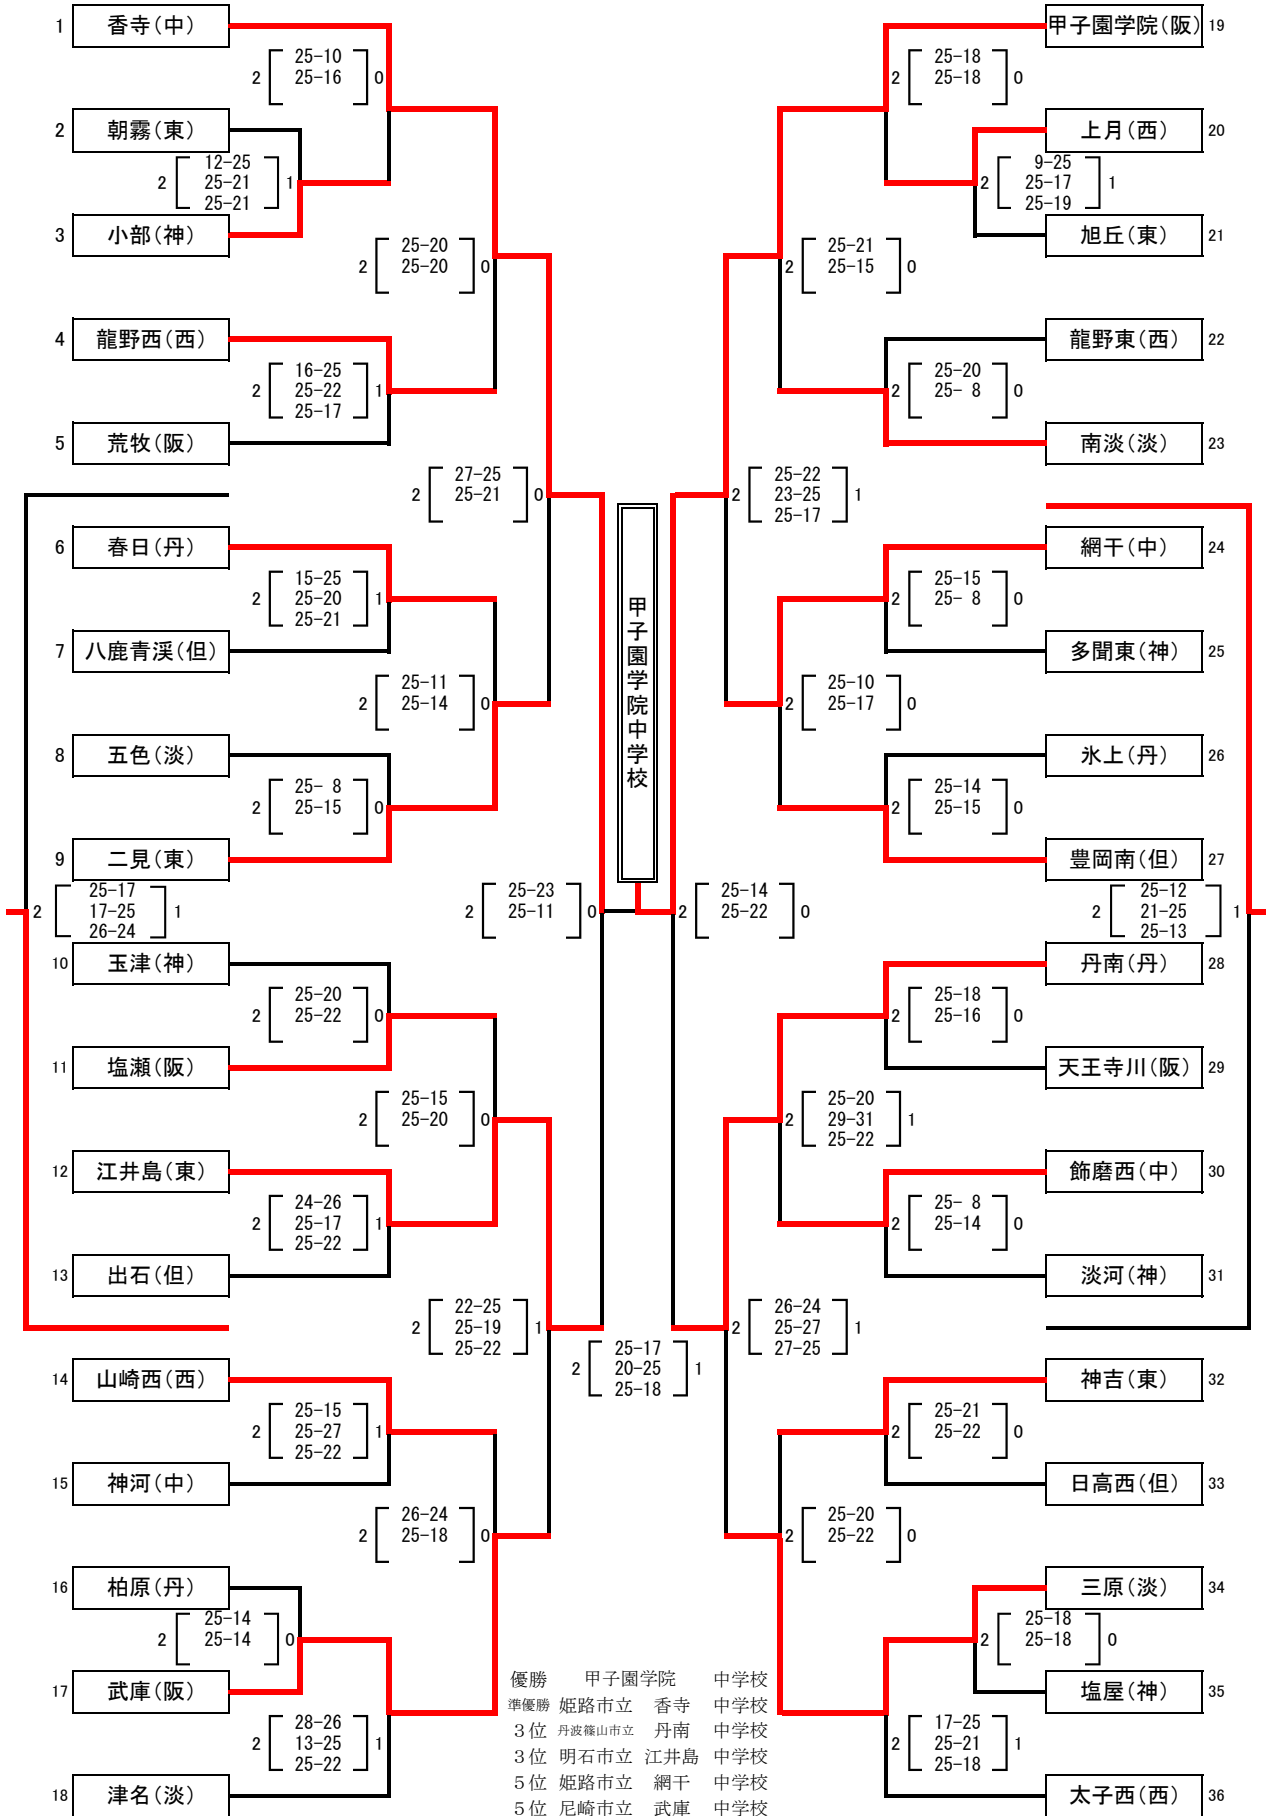 1 香寺(中)
2 [ 25-10 25-16 ] 0
2 朝霧(東)
2 [ 12-25 25-21 25-21 ] 1
3 小部(神)
2 [ 25-20 25-20 ] 0
4 龍野西(西)
2 [ 16-25 25-22 25-17 ] 1
5 荒牧(阪)
2 [ 27-25 25-21 ] 0
6 春日(丹)
2 [ 15-25 25-20 25-21 ] 1
7 八鹿青渓(但)
2 [ 25-11 25-14 ] 0
8 五色(淡)
2 [ 25- 8 25-15 ] 0
9 二見(東)
2 [ 25-17 17-25 26-24 ] 1
2 [ 25-23 25-11 ] 0
10 玉津(神)
2 [ 25-20 25-22 ] 0
11 塩瀬(阪)
2 [ 25-15 25-20 ] 0
12 江井島(東)
2 [ 24-26 25-17 25-22 ] 1
13 出石(但)
2 [ 22-25 25-19 25-22 ] 1
14 山崎西(西)
2 [ 25-15 25-27 25-22 ] 1
15 神河(中)
2 [ 26-24 25-18 ] 0
16 柏原(丹)
2 [ 25-14 25-14 ] 0
17 武庫(阪)
2 [ 28-26 13-25 25-22 ] 1
18 津名(淡)
甲子園学院中学校
2 [ 25-17 20-25 25-18 ] 1
甲子園学院(阪) 19
2 [ 25-18 25-18 ] 0
上月(西) 20
2 [ 9-25 25-17 25-19 ] 1
旭丘(東) 21
2 [ 25-21 25-15 ] 0
龍野東(西) 22
2 [ 25-20 25- 8 ] 0
南淡(淡) 23
2 [ 25-22 23-25 25-17 ] 1
網干(中) 24
2 [ 25-15 25- 8 ] 0
多聞東(神) 25
2 [ 25-10 25-17 ] 0
氷上(丹) 26
2 [ 25-14 25-15 ] 0
豊岡南(但) 27
2 [ 25-14 25-22 ] 0
2 [ 25-12 21-25 25-13 ] 1
丹南(丹) 28
2 [ 25-18 25-16 ] 0
天王寺川(阪) 29
2 [ 25-20 29-31 25-22 ] 1
飾磨西(中) 30
2 [ 25- 8 25-14 ] 0
淡河(神) 31
2 [ 26-24 25-27 27-25 ] 1
神吉(東) 32
2 [ 25-21 25-22 ] 0
日高西(但) 33
2 [ 25-20 25-22 ] 0
三原(淡) 34
2 [ 25-18 25-18 ] 0
塩屋(神) 35
2 [ 17-25 25-21 25-18 ] 1
太子西(西) 36
優勝 甲子園学院 中学校
準優勝 姫路市立 香寺 中学校
3位 丹波篠山市立 丹南 中学校
3位 明石市立 江井島 中学校
5位 姫路市立 網干 中学校
5位 尼崎市立 武庫 中学校